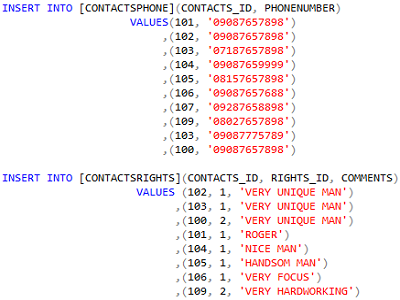 INSERT INTO [CONTACTSPHONE](CONTACTS_ID, PHONENUMBER)
VALUES(101, '09087657898')
,(102, '09087657898')
,(103, '07187657898')
,(104, '09087659999')
,(105, '08157657898')
,(106, '09087657688')
,(107, '09287658898')
,(109, '08027657898')
,(103, '09087775789')
,(100, '09087657898')
INSERT INTO [CONTACTSRIGHTS](CONTACTS_ID, RIGHTS_ID, COMMENTS)
VALUES (102, 1, 'VERY UNIQUE MAN')
,(103, 1, 'VERY UNIQUE MAN')
,(100, 2, 'VERY UNIQUE MAN')
,(101, 1, 'ROGER')
,(104, 1, 'NICE MAN')
,(105, 1, 'HANDSOM MAN')
,(106, 1, 'VERY FOCUS')
,(109, 2, 'VERY HARDWORKING')